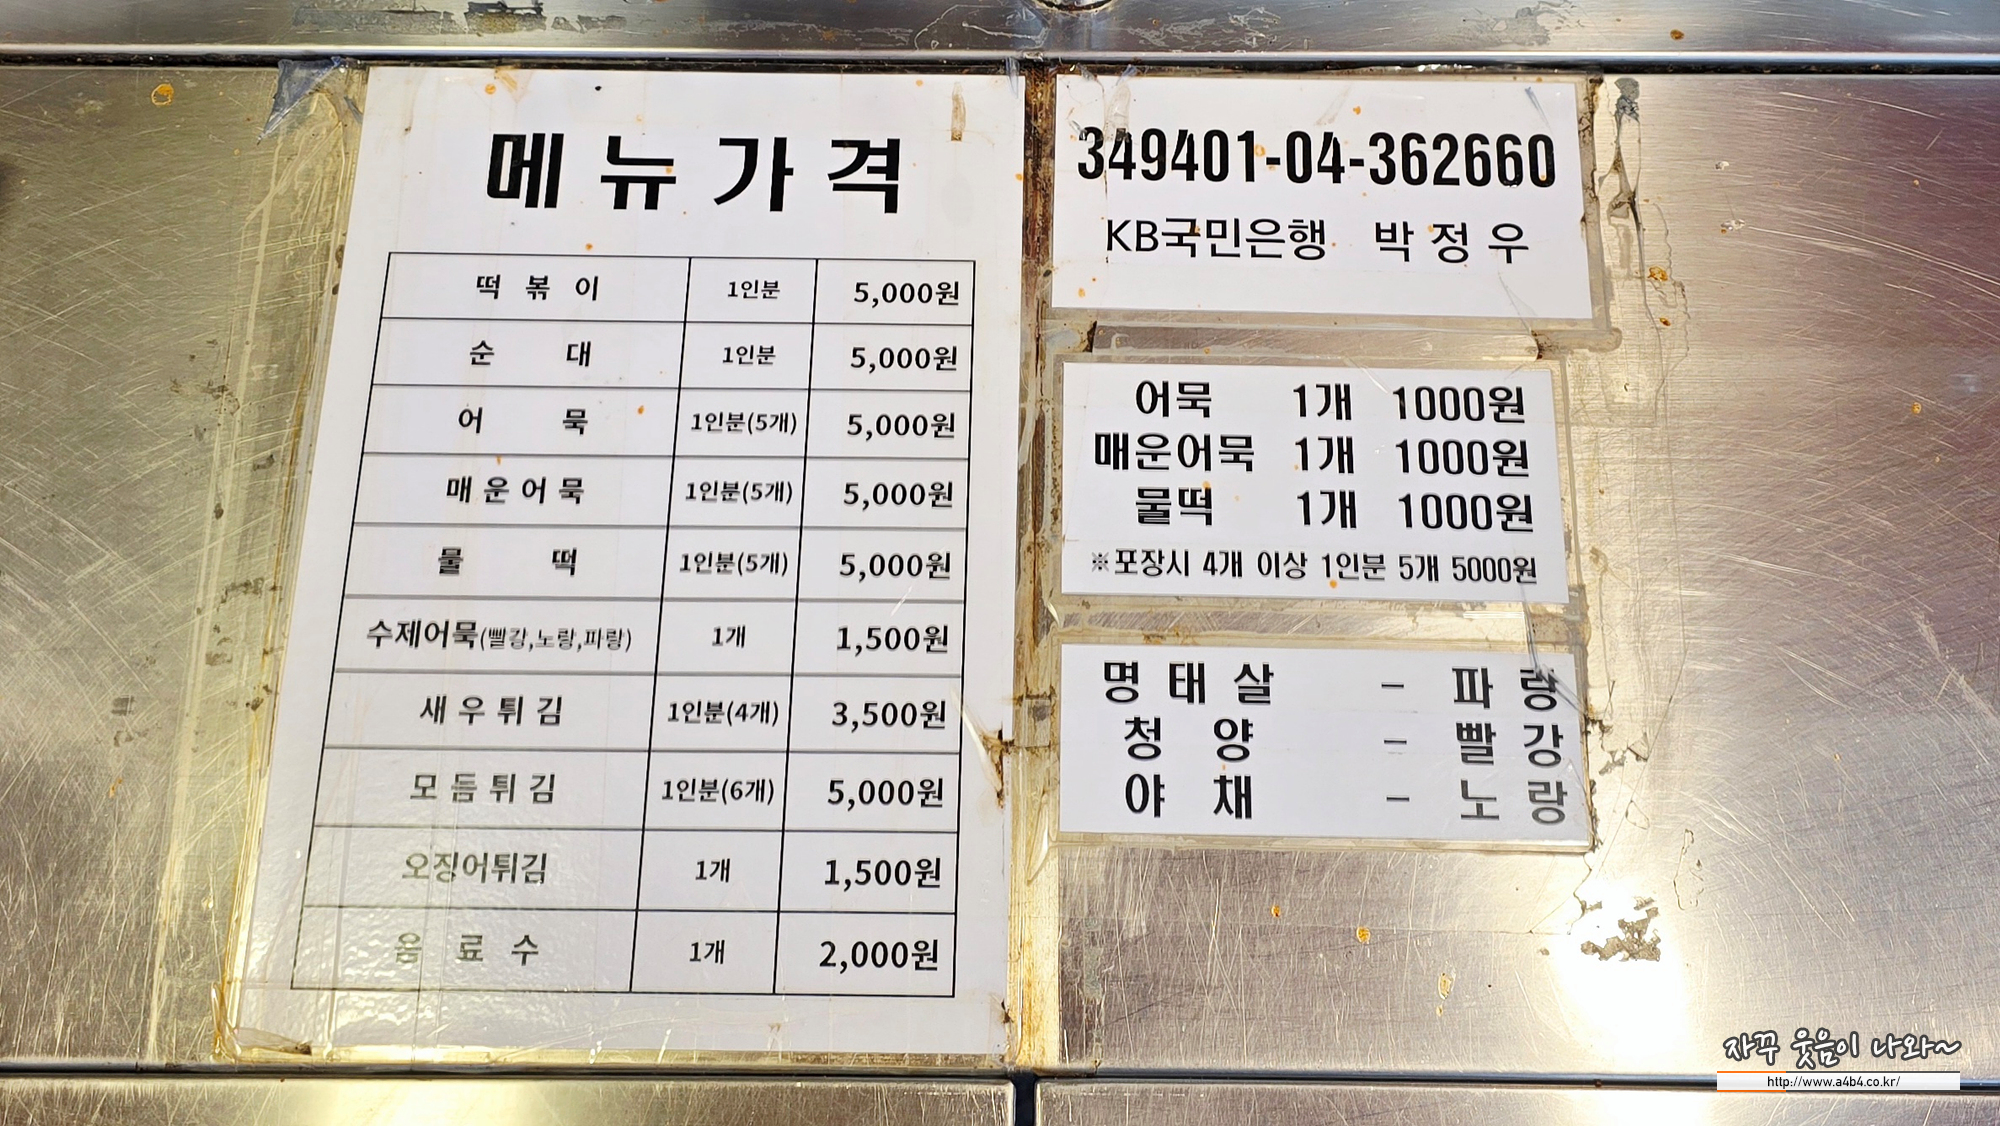 메뉴가격
떡볶이 1인분 5,000원
순대 1인분 5,000원
어묵 1인분(5개) 5,000원
매운어묵 1인분(5개) 5,000원
물떡 1인분(5개) 5,000원
수제어묵(빨강,노랑,파랑) 1개 1,500원
새우튀김 1인분(4개) 3,500원
모듬튀김 1인분(6개) 5,000원
오징어튀김 1개 1,500원
음료수 1개 2,000원
349401-04-362660
KB국민은행 박정우
어묵 1개 1000원
매운어묵 1개 1000원
물떡 1개 1000원
※포장시 4개 이상 1인분 5개 5000원
명태살 - 파랑
청양 - 빨강
야채 - 노랑
자꾸 웃음이 나와~
http://www.a4b4.co.kr/